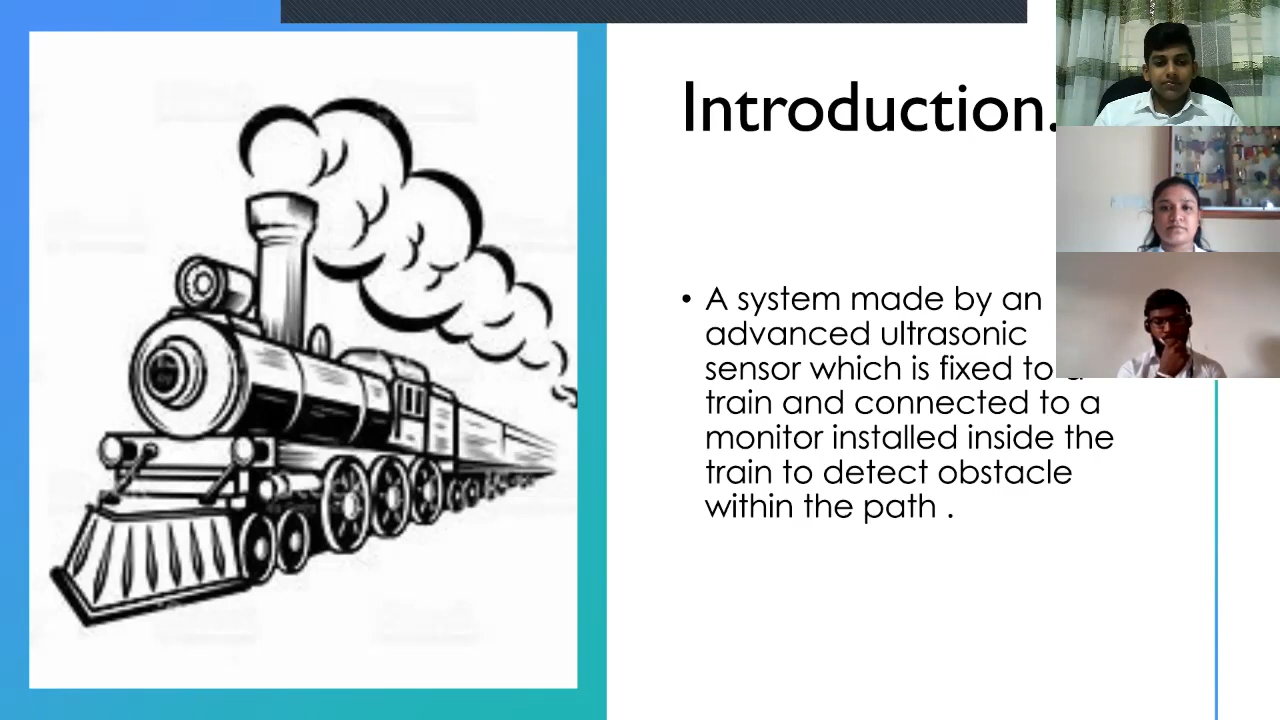 Introduction.
• A system made by an
advanced ultrasonic
sensor which is fixed to a
train and connected to a
monitor installed inside the
train to detect obstacle
within the path .